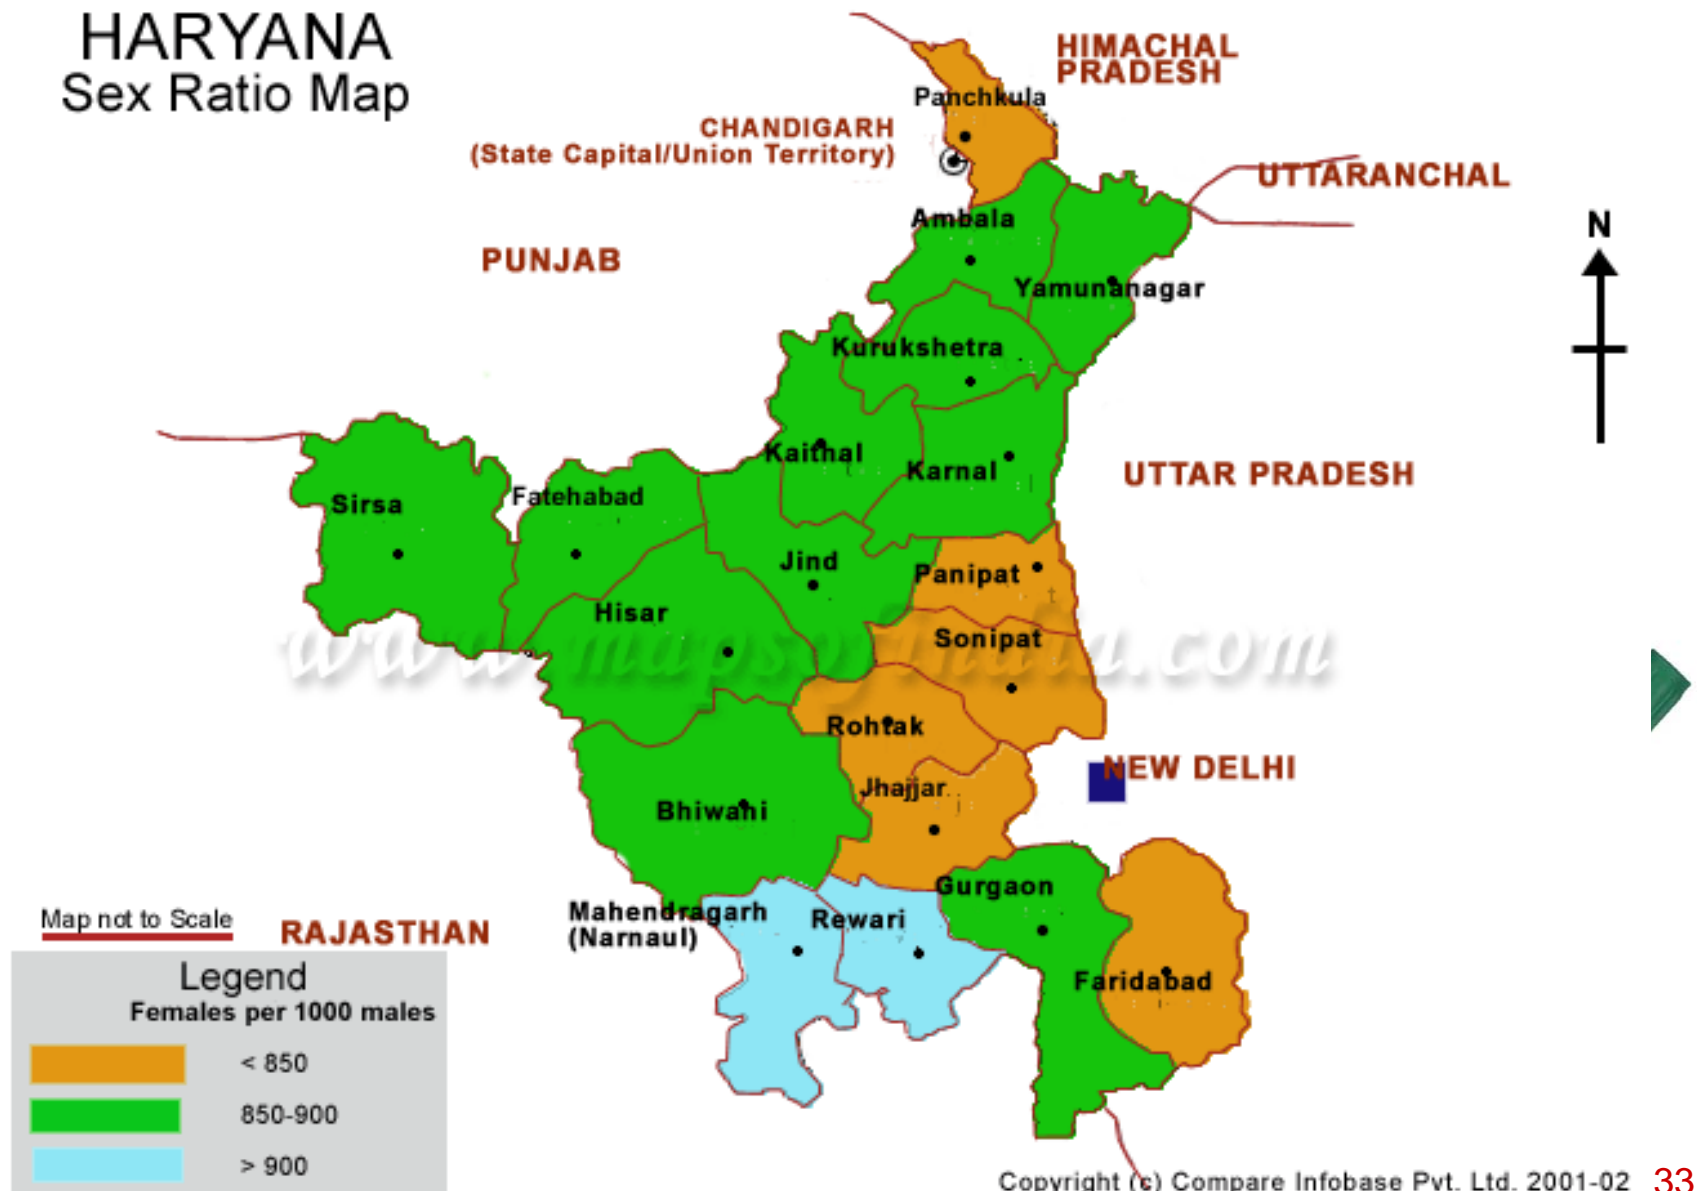 HARYANA
Sex Ratio Map
HIMACHAL
PRADESH
Panchkula
CHANDIGARH
(State Capital/Union Territory)
UTTARANCHAL
Ambala
N
PUNJAB
Yamunanagar
Kurukshetra
Kaithal
Karnal
UTTAR PRADESH
Sirsa
Fatehabad
Jind
Panipat
Hisar
Sonipat
www.mapsofindia.com
Rohtak
NEW DELHI
Jhajjar
Bhiwani
Gurgaon
Mahendragarh
(Narnaul)
Rewari
Faridabad
Map not to Scale
RAJASTHAN
Legend
Females per 1000 males
< 850
850-900
> 900
Copyright (c) Compare Infobase Pvt. Ltd. 2001-02
33